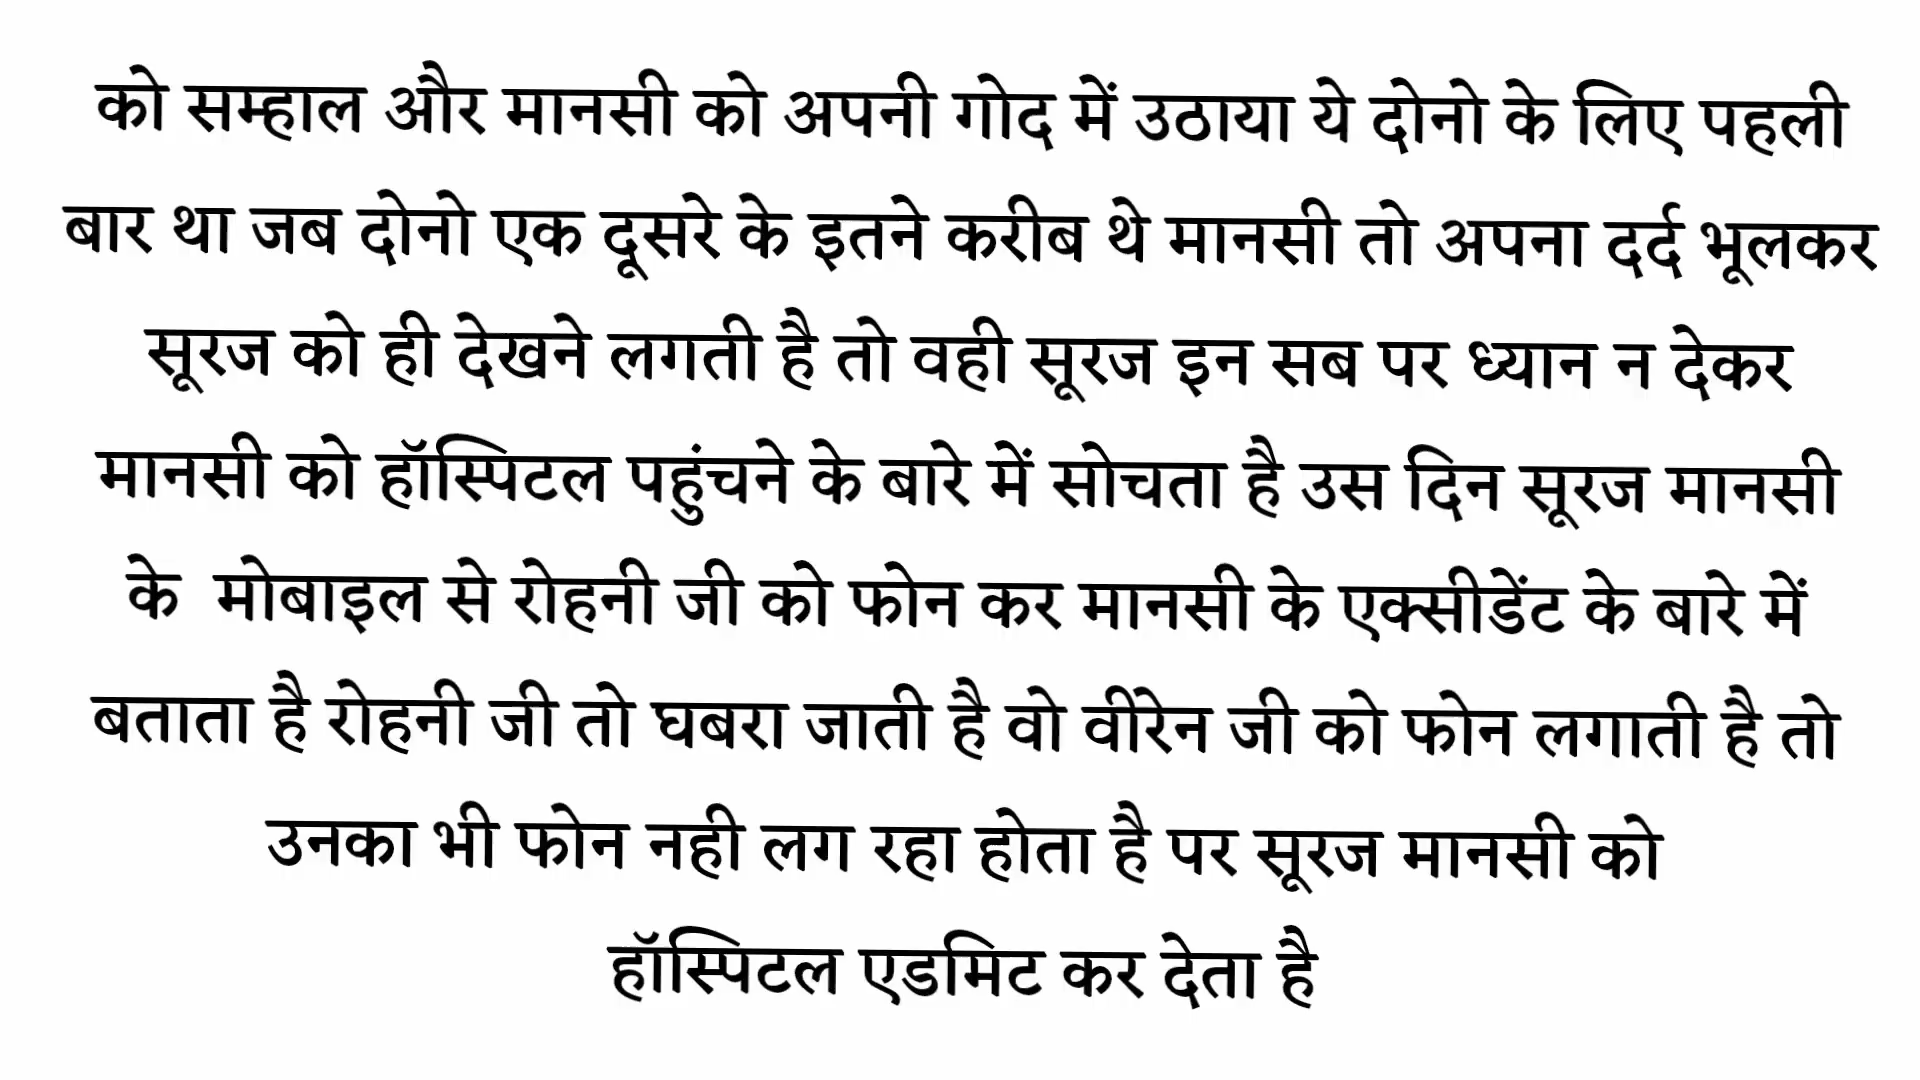 को सम्हाल और मानसी को अपनी गोद में उठाया ये दोनो के लिए पहली
बार था जब दोनो एक दूसरे के इतने करीब थे मानसी तो अपना दर्द भूलकर
सूरज को ही देखने लगती है तो वही सूरज इन सब पर ध्यान न देकर
मानसी को हॉस्पिटल पहुंचने के बारे में सोचता है उस दिन सूरज मानसी
के  मोबाइल से रोहनी जी को फोन कर मानसी के एक्सीडेंट के बारे में
बताता है रोहनी जी तो घबरा जाती है वो वीरेन जी को फोन लगाती है तो
उनका भी फोन नही लग रहा होता है पर सूरज मानसी को
हॉस्पिटल एडमिट कर देता है